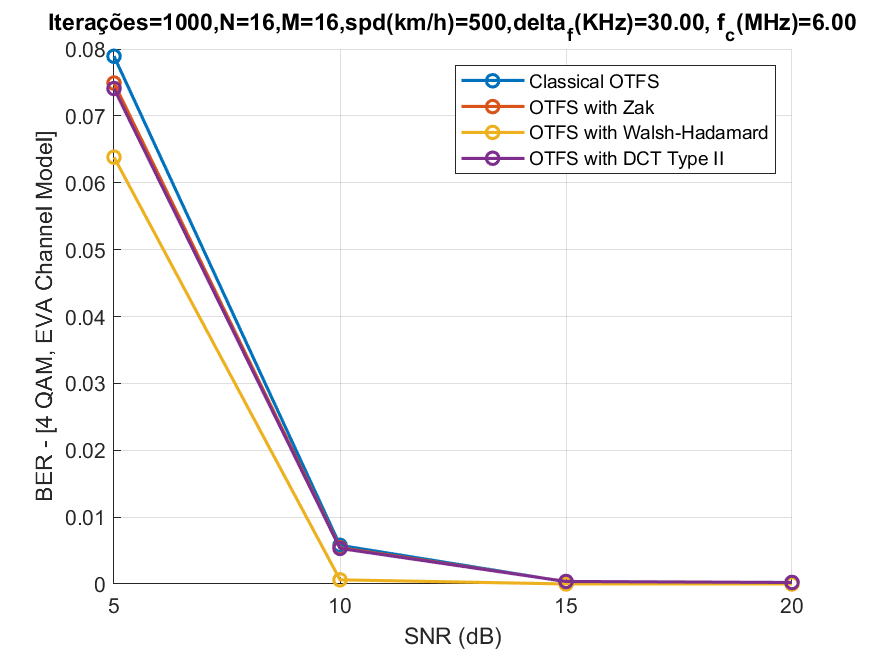 Iterações=1000,N=16,M=16,spd(km/h)=500,delta_f(KHz)=30.00, f_c(MHz)=6.00
0.08
0.07
0.06
0.05
0.04
0.03
0.02
0.01
0
BER - [4 QAM, EVA Channel Model]
Classical OTFS
OTFS with Zak
OTFS with Walsh-Hadamard
OTFS with DCT Type II
5 10 15 20
SNR (dB)